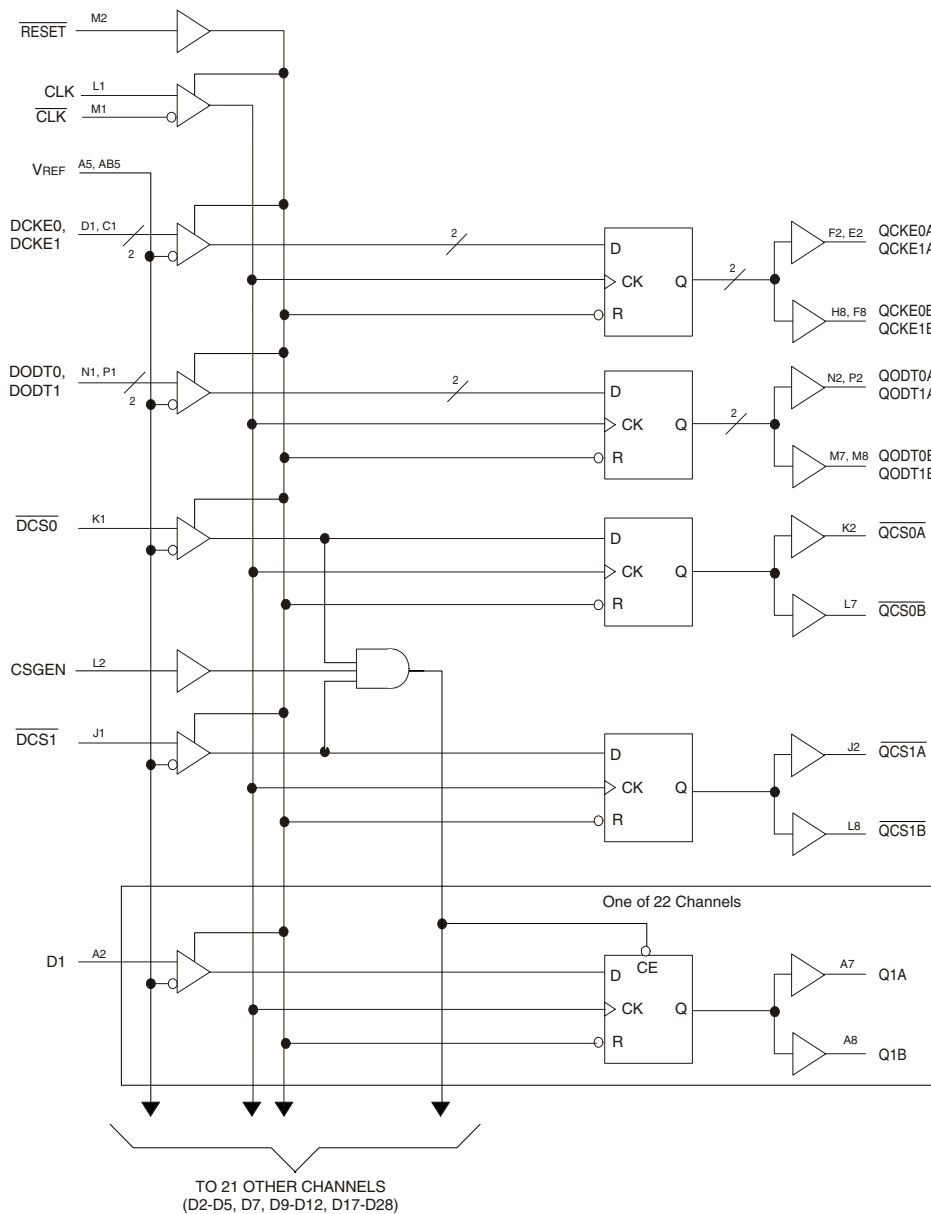 RESET M2
CLK L1
CLK M1
VREF A5, AB5
DCKE0, D1, C1
DCKE1 2
2
D
CK Q
R
2
F2, E2 QCKE0A
QCKE1A
H8, F8 QCKE0B
QCKE1B
DODT0, N1, P1
DODT1 2
2
D
CK Q
R
2
N2, P2 QODT0A
QODT1A
M7, M8 QODT0B
QODT1B
DCS0 K1
D
CK Q
R
K2 QCS0A
L7 QCS0B
CSGEN L2
DCS1 J1
D
CK Q
R
J2 QCS1A
L8 QCS1B
One of 22 Channels
D1 A2
CE
D
CK Q
R
A7 Q1A
A8 Q1B
TO 21 OTHER CHANNELS
(D2-D5, D7, D9-D12, D17-D28)